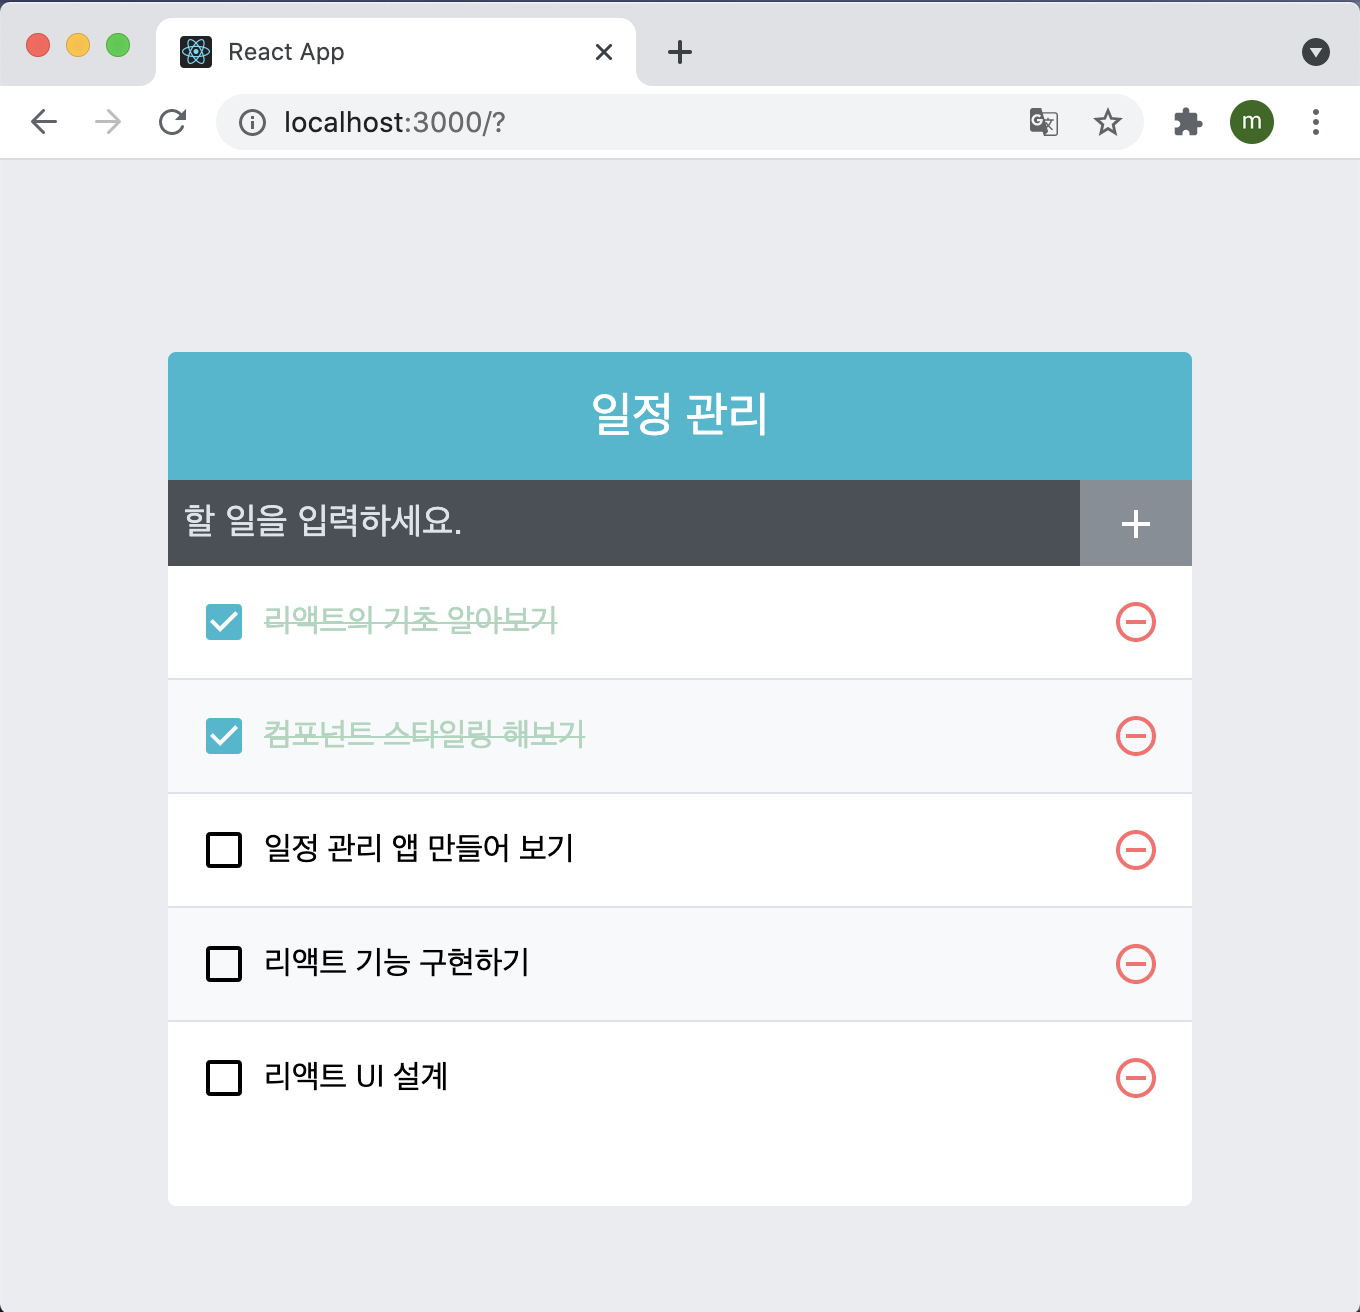 React App
localhost:3000/?
m
일정 관리
할 일을 입력하세요.
리액트의 기초 알아보기
컴포넌트 스타일링 해보기
일정 관리 앱 만들어 보기
리액트 기능 구현하기
리액트 UI 설계